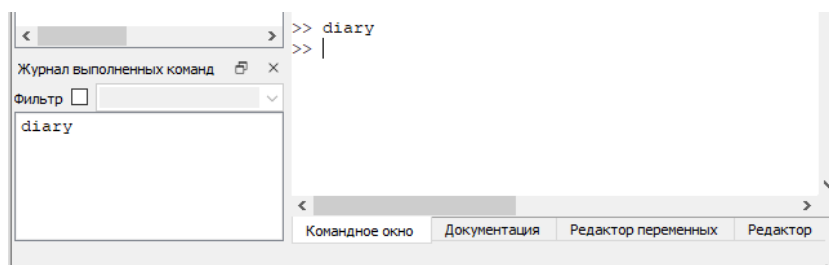 >> diary
>>
Журнал выполненных команд
Фильтр
diary
Командное окно Документация Редактор переменных Редактор